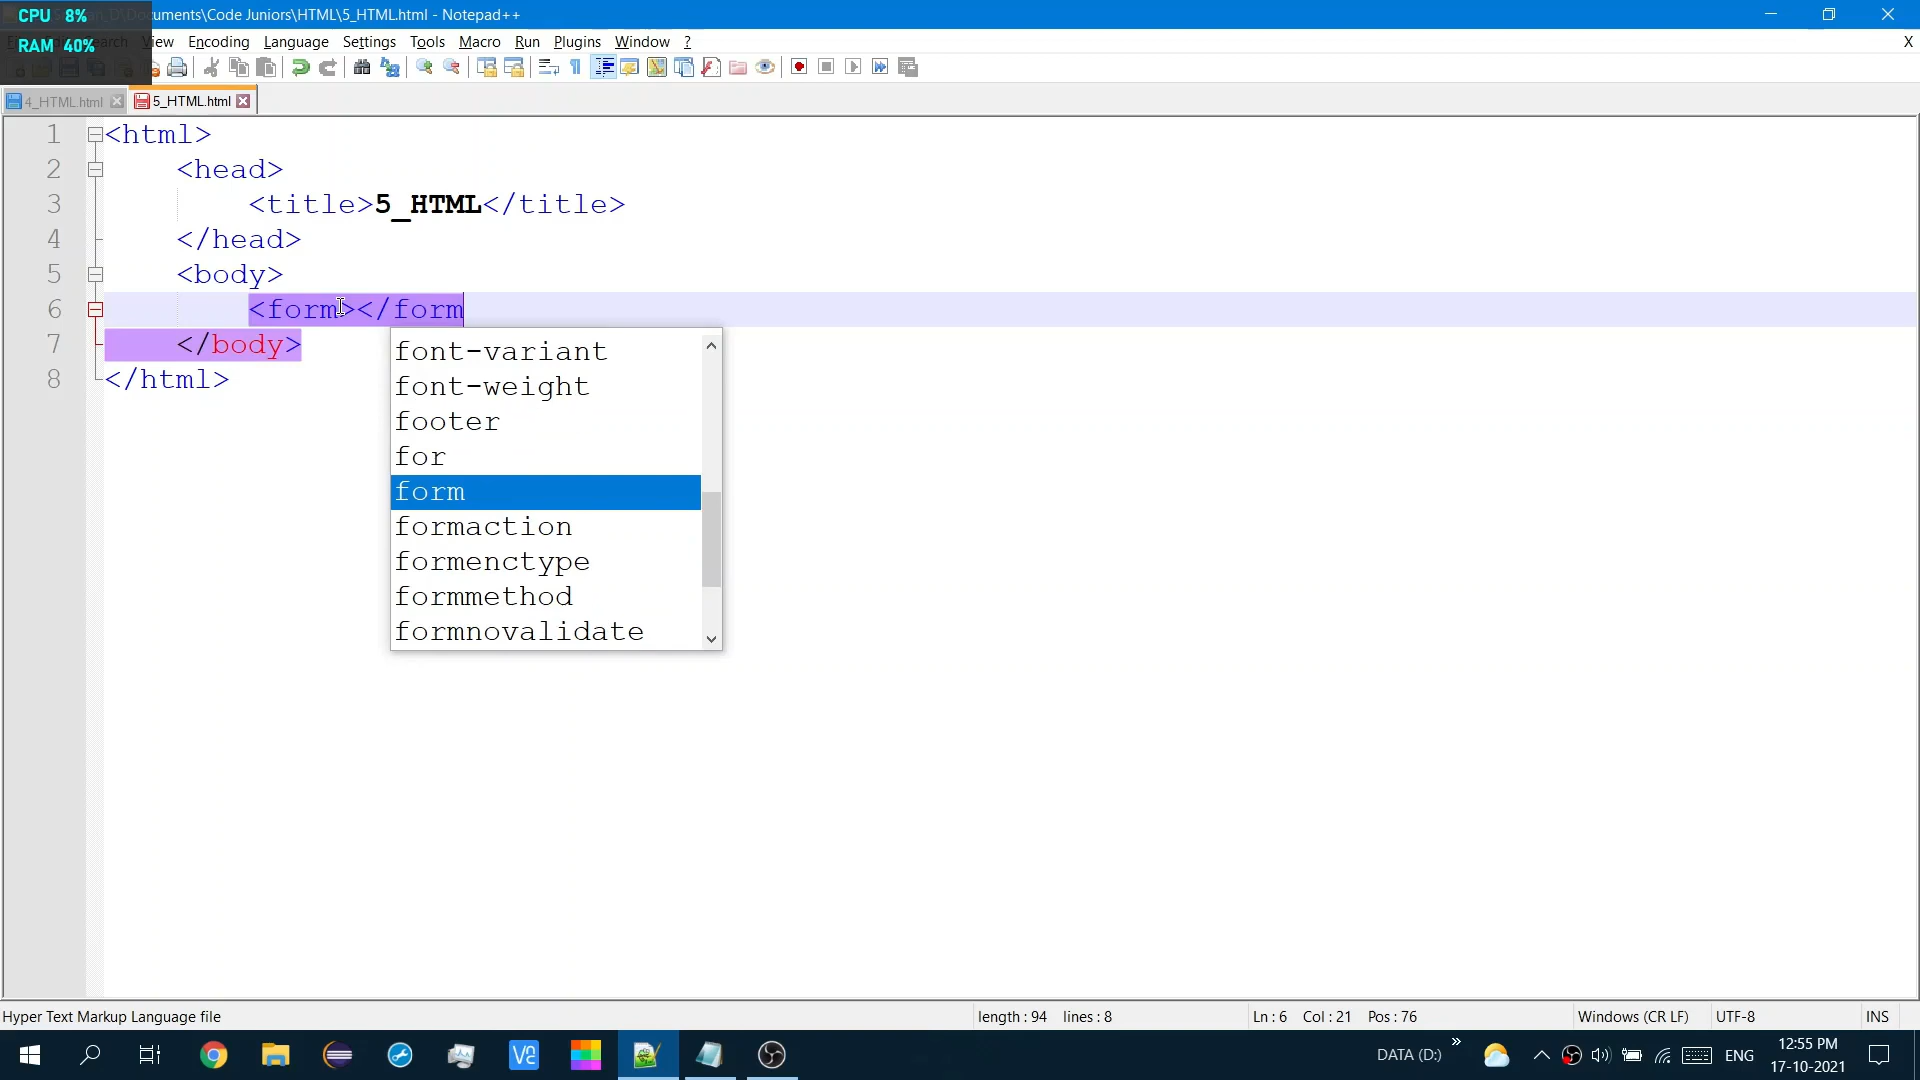 CPU 8%
RAM 40%
cuments\Code Juniors\HTML\5_HTML.html - Notepad++
View Encoding Language Settings Tools Macro Run Plugins Window ? X
4_HTML.html 5_HTML.html
1 <html>
2 <head>
3 <title>5_HTML</title>
4 </head>
5 <body>
6 <form></form
7 </body>
8 </html>
font-variant
font-weight
footer
for
form
formaction
formenctype
formmethod
formnovalidate
Hyper Text Markup Language file length : 94 lines : 8 Ln : 6 Col : 21 Pos : 76 Windows (CR LF) UTF-8 INS
DATA (D:) » ENG 12:55 PM
17-10-2021